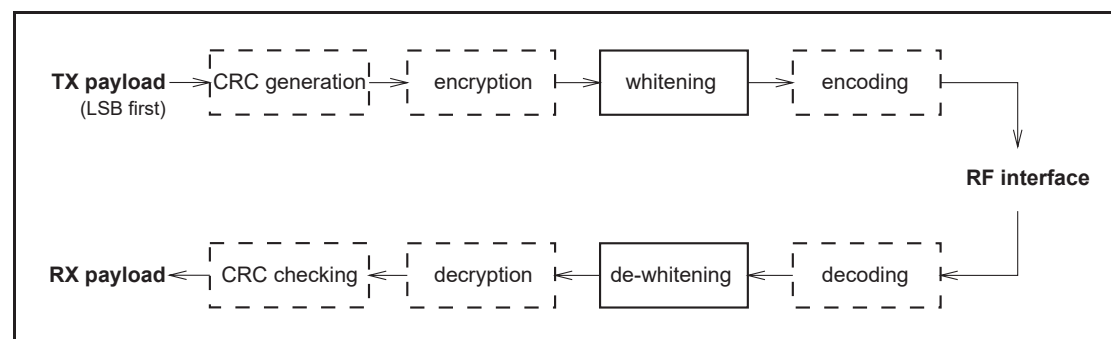 TX payload
(LSB first)
CRC generation
encryption
whitening
encoding
RF interface
RX payload
CRC checking
decryption
de-whitening
decoding